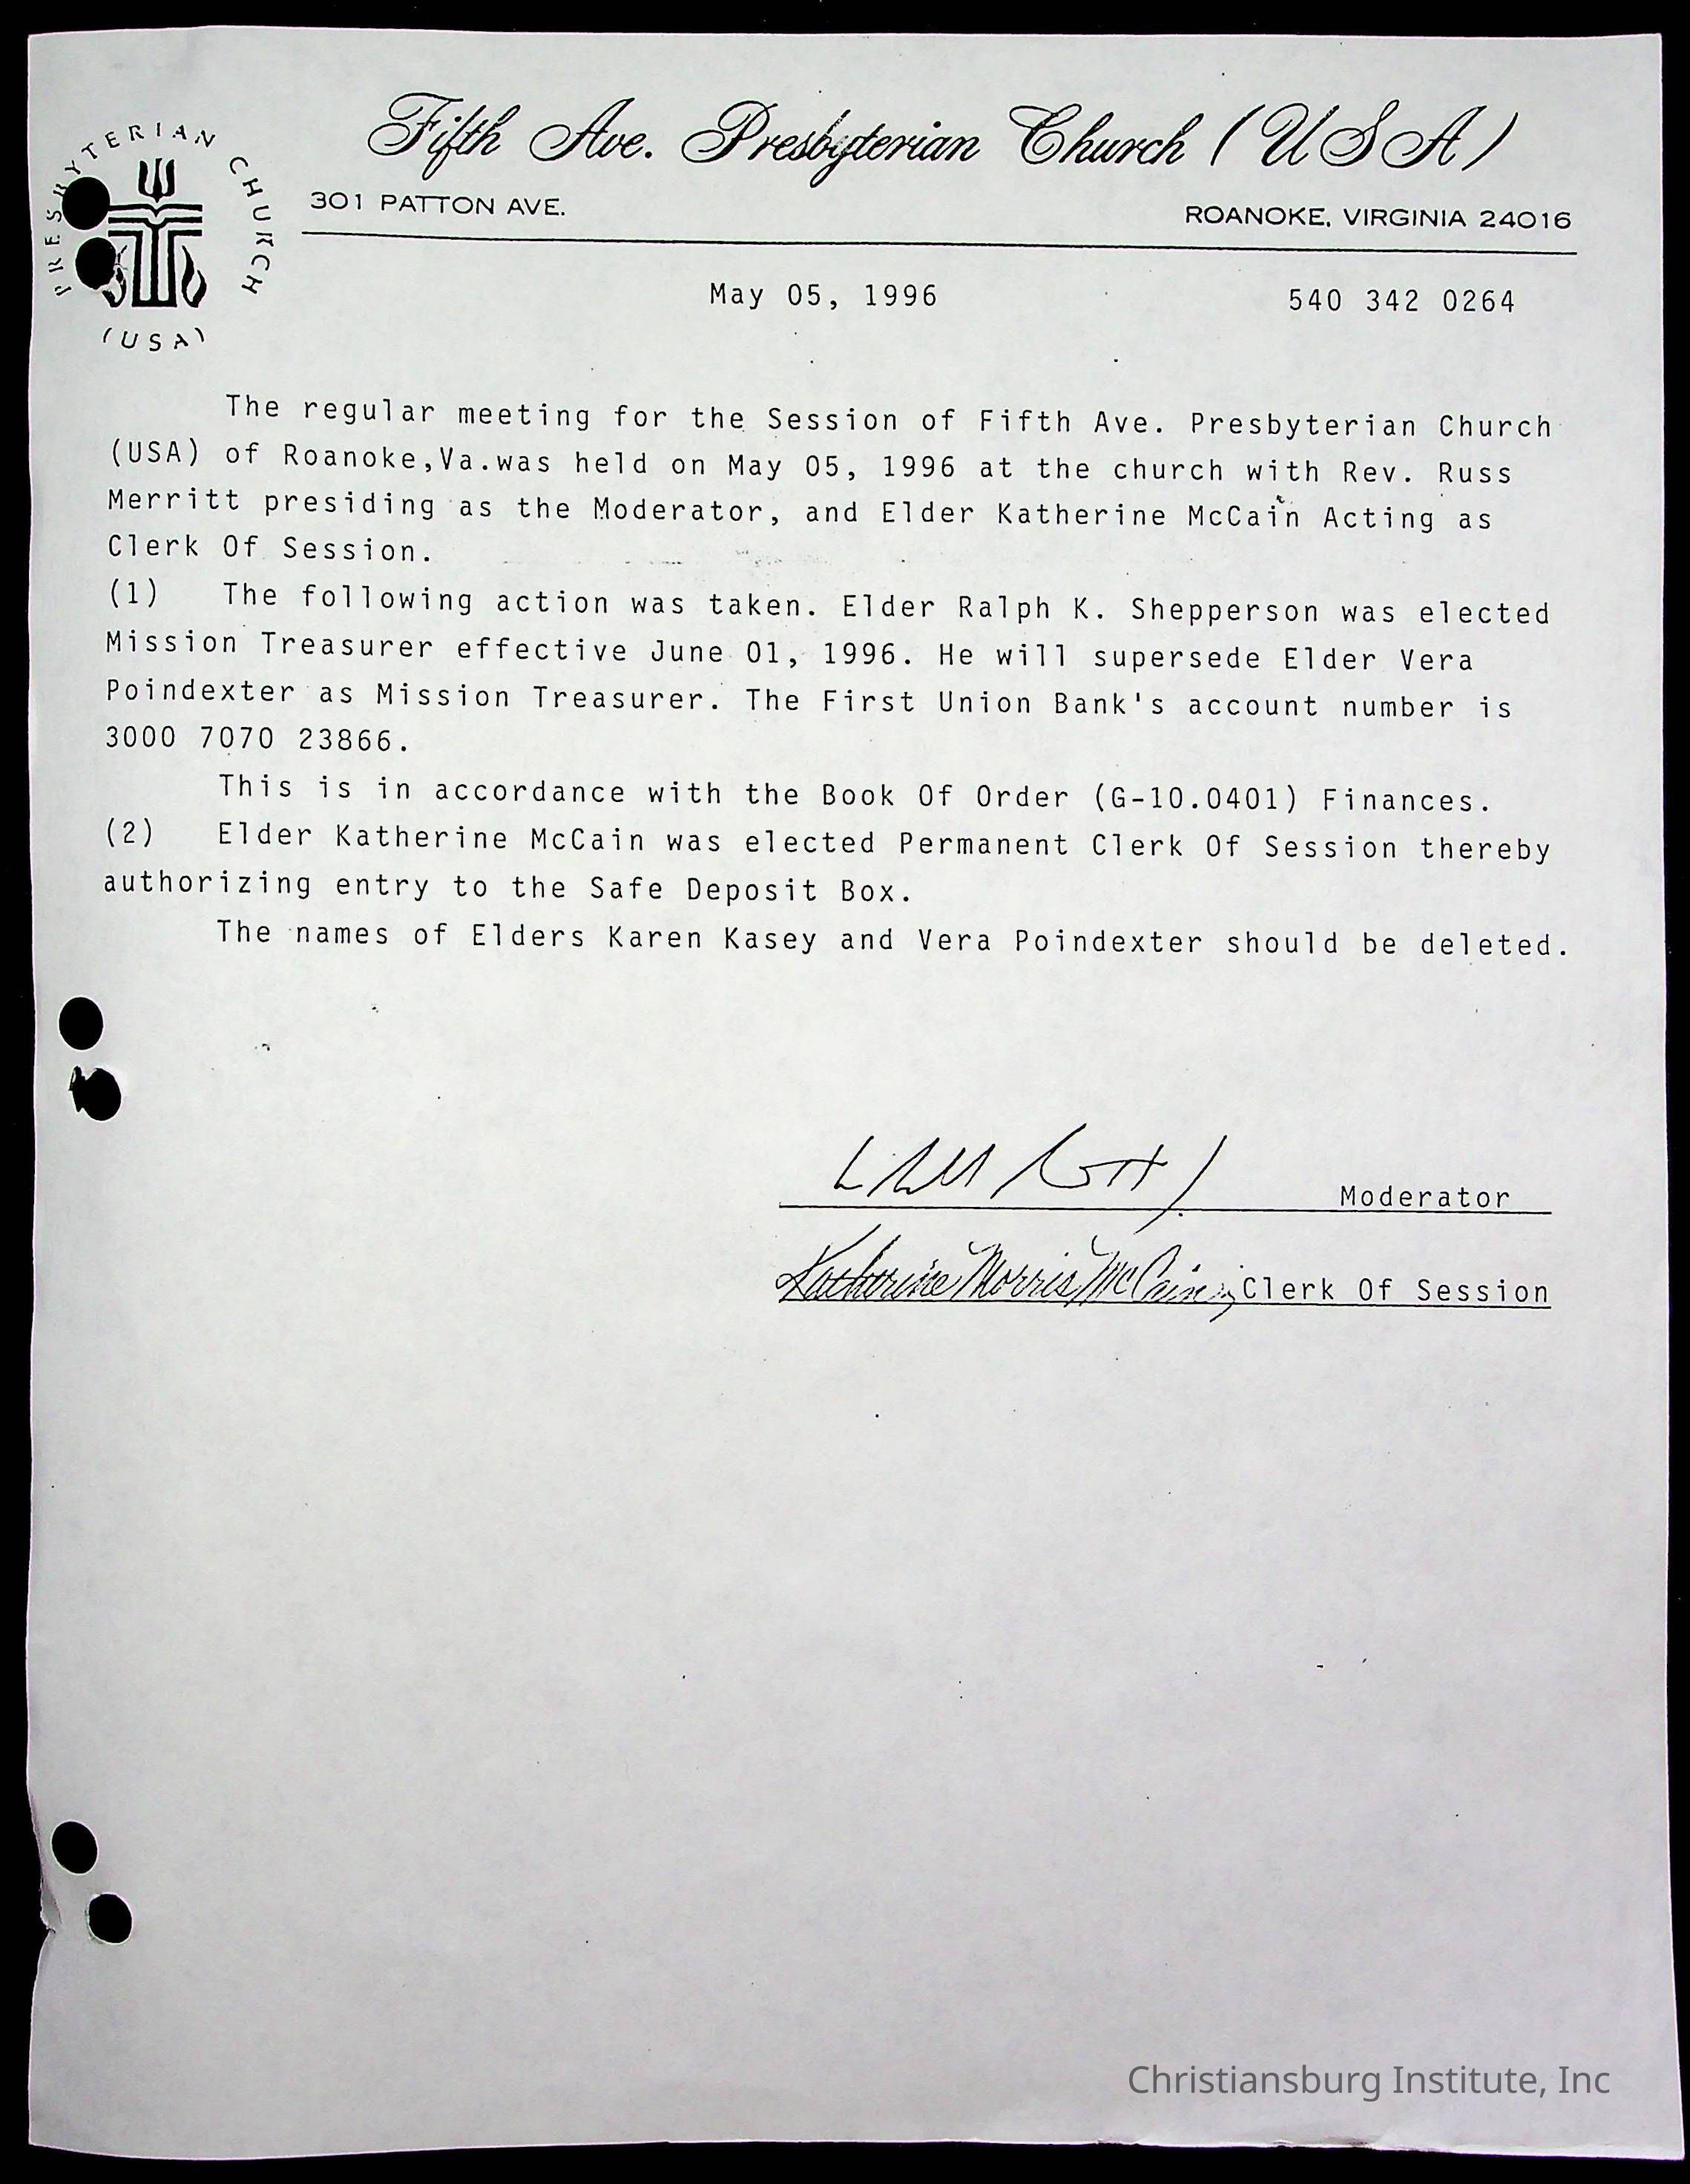 Fifth Ave. Presbyterian Church (USA)
PRESBYTERIAN CHURCH
(USA)
301 PATTON AVE.
ROANOKE, VIRGINIA 24016
May 05, 1996
540 342 0264
The regular meeting for the Session of Fifth Ave. Presbyterian Church
(USA) of Roanoke,Va.was held on May 05, 1996 at the church with Rev. Russ
Merritt presiding as the Moderator, and Elder Katherine McCain Acting as
Clerk Of Session.
(1) The following action was taken. Elder Ralph K. Shepperson was elected
Mission Treasurer effective June 01, 1996. He will supersede Elder Vera
Poindexter as Mission Treasurer. The First Union Bank's account number is
3000 7070 23866.
This is in accordance with the Book Of Order (G-10.0401) Finances.
(2) Elder Katherine McCain was elected Permanent Clerk Of Session thereby
authorizing entry to the Safe Deposit Box.
The names of Elders Karen Kasey and Vera Poindexter should be deleted.
Moderator
Katherine Morris McCain, Clerk Of Session
Christiansburg Institute, Inc